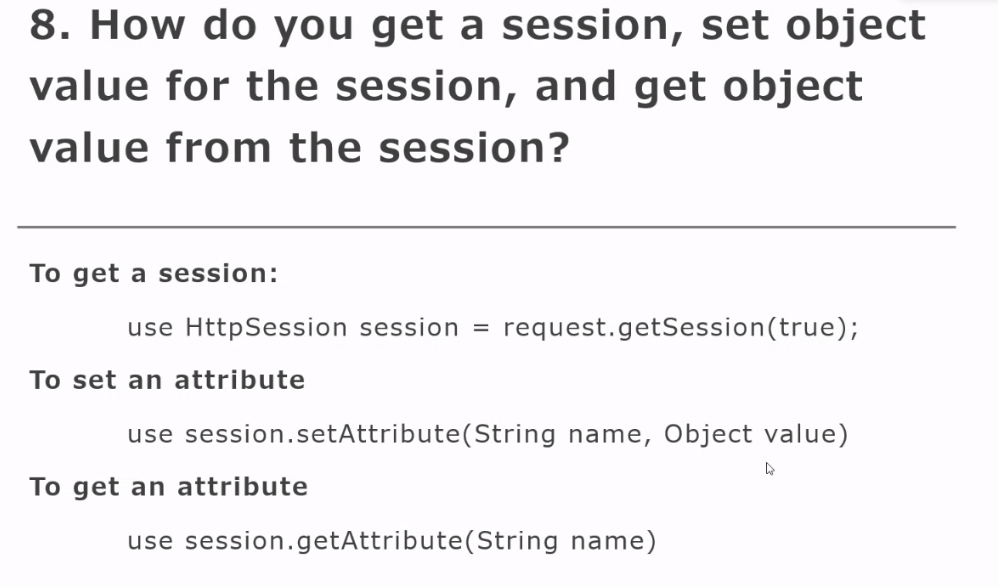 8. How do you get a session, set object
value for the session, and get object
value from the session?
To get a session:
use HttpSession session = request.getSession(true);
To set an attribute
use session.setAttribute(String name, Object value)
To get an attribute
use session.getAttribute(String name)